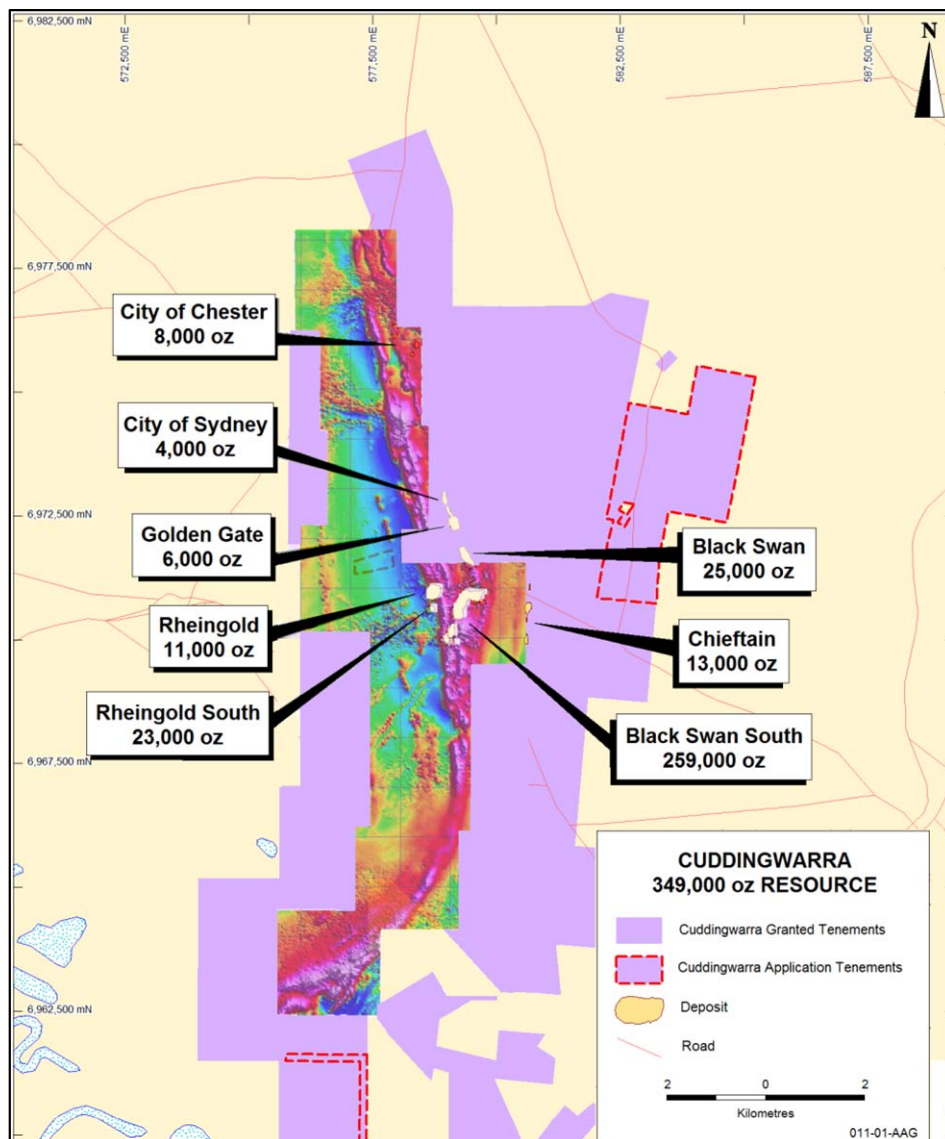 6,982,500 mN
572,500 mE
577,500 mE
582,500 mE
587,500 mE
N
6,977,500 mN
City of Chester
8,000 oz
City of Sydney
4,000 oz
6,972,500 mN
Golden Gate
6,000 oz
Black Swan
25,000 oz
Rheingold
11,000 oz
Chieftain
13,000 oz
Rheingold South
23,000 oz
Black Swan South
259,000 oz
6,967,500 mN
CUDDINGWARRA
349,000 oz RESOURCE
Cuddingwarra Granted Tenements
Cuddingwarra Application Tenements
Deposit
Road
6,962,500 mN
2 0 2
Kilometres
011-01-AAG